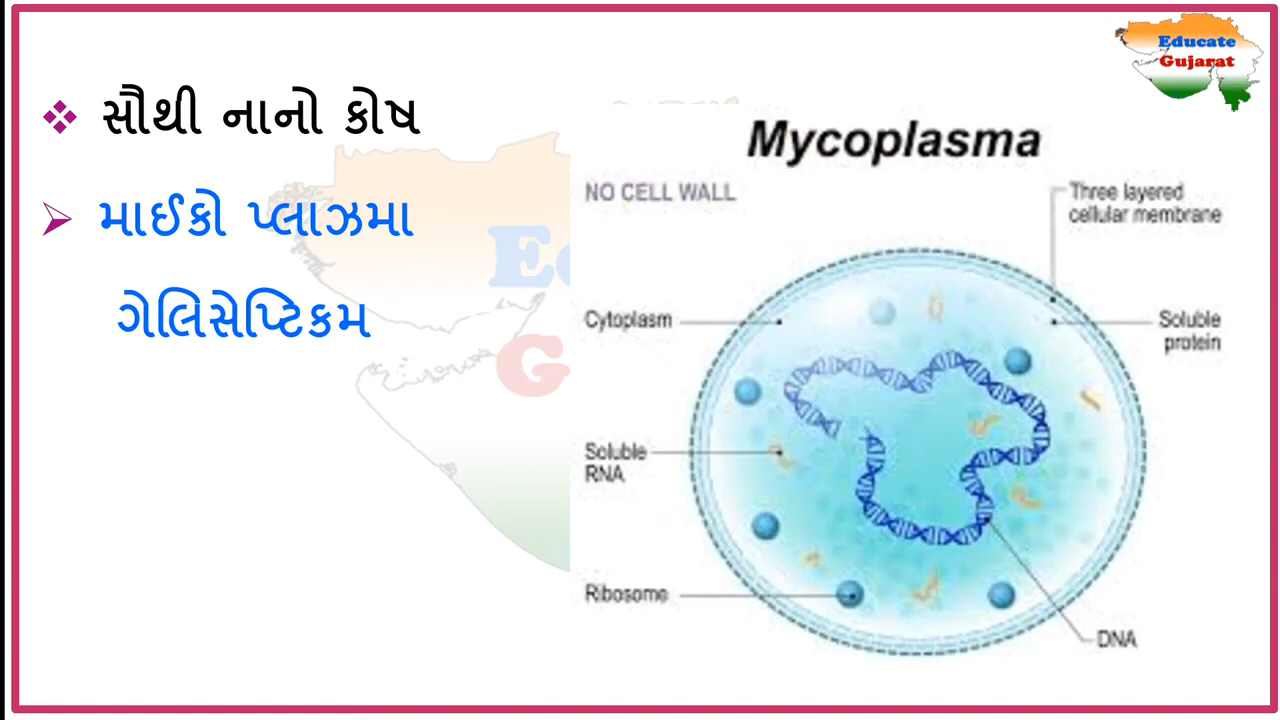 Educate
Gujarat
સૌથી નાનો કોષ
માઈકો પ્લાઝમા
ગેલિસેપ્ટિકમ
Mycoplasma
NO CELL WALL
Three layered
cellular membrane
Cytoplasm
Soluble
protein
Soluble
RNA
Ribosome
DNA